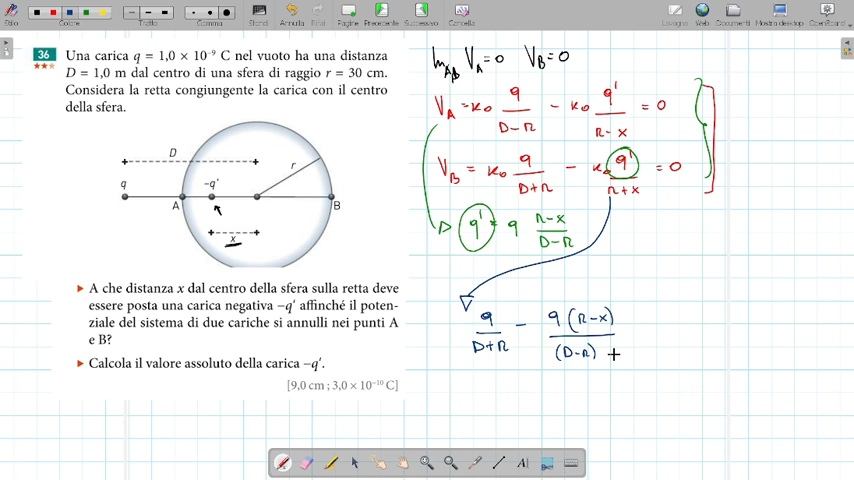 Stilo
Tratto
Gomma
Sfondi
Annulla
Rifai
Pagine
Precedente
Successivo
Cancella
Lavagna
Web
Documenti
Mostra desktop
OpenBoard
36
Una carica q = 1,0 × 10⁻⁹ C nel vuoto ha una distanza
D = 1,0 m dal centro di una sfera di raggio r = 30 cm.
Considera la retta congiungente la carica con il centro
della sfera.
D
r
q
-q'
A
B
x
▶ A che distanza x dal centro della sfera sulla retta deve
essere posta una carica negativa −q' affinché il poten-
ziale del sistema di due cariche si annulli nei punti A
e B?
▶ Calcola il valore assoluto della carica −q'.
[9,0 cm ; 3,0 × 10⁻¹⁰ C]
V_A = 0 V_B = 0
V_A = K₀ q / (D-R) - K₀ q' / (R-x) = 0
V_B = K₀ q / (D+R) - K₀ q' / (R+x) = 0
q' = q (R-x) / (D-R)
q / (D+R) - q (R-x) / (D-R)